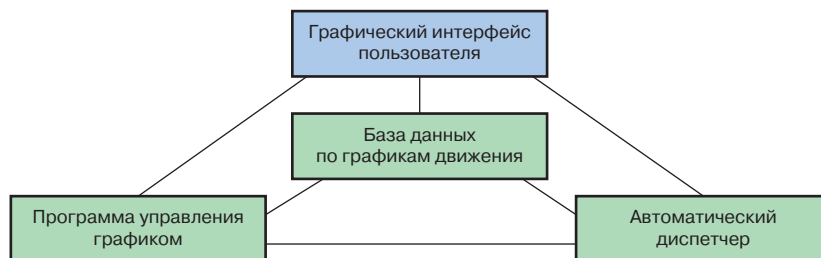 Графический интерфейс
пользователя
База данных
по графикам движения
Программа управления
графиком
Автоматический
диспетчер